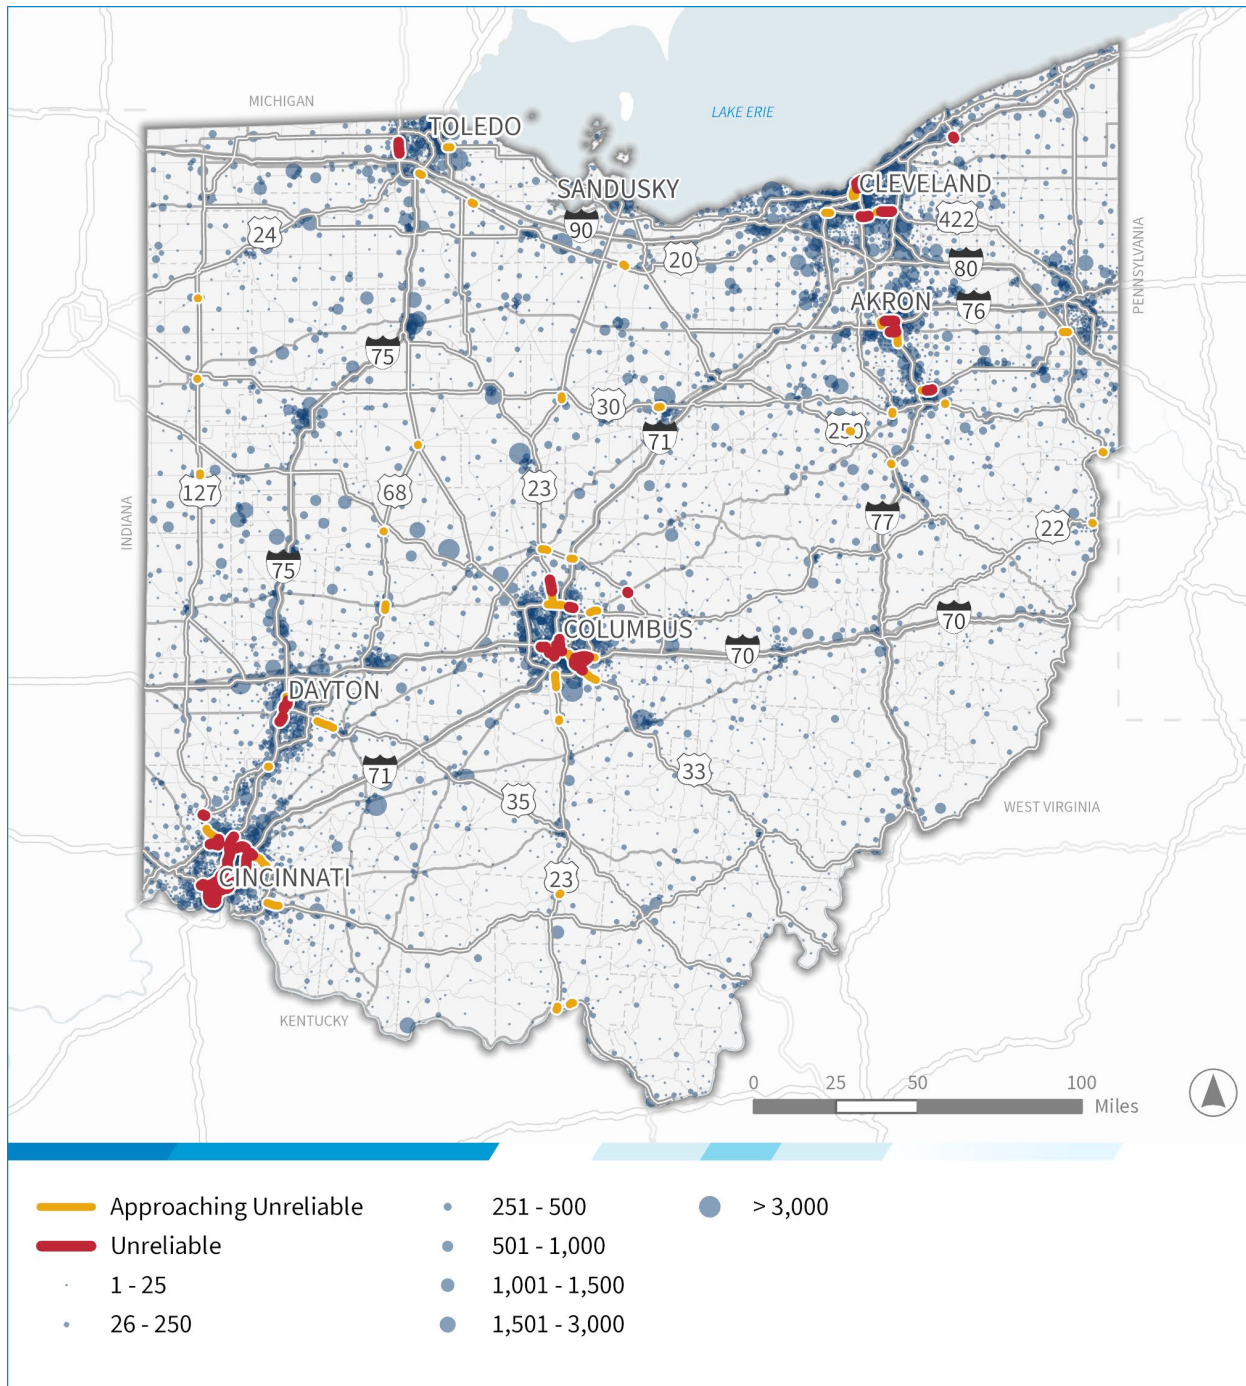 MICHIGAN
LAKE ERIE
TOLEDO
SANDUSKY
CLEVELAND
90
24
422
20
80
PENNSYLVANIA
AKRON
76
75
30
71
250
127
68
23
77
22
INDIANA
75
70
COLUMBUS
70
DAYTON
71
33
35
WEST VIRGINIA
CINCINNATI
23
KENTUCKY
0 25 50 100
Miles
Approaching Unreliable
Unreliable
1 - 25
26 - 250
251 - 500
501 - 1,000
1,001 - 1,500
1,501 - 3,000
> 3,000